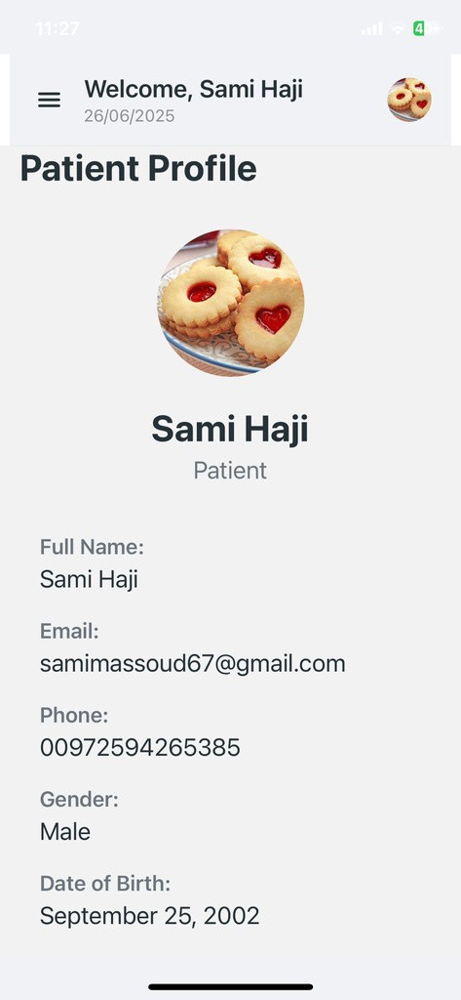 11:27
Welcome, Sami Haji
26/06/2025
Patient Profile
Sami Haji
Patient
Full Name:
Sami Haji
Email:
samimassoud67@gmail.com
Phone:
00972594265385
Gender:
Male
Date of Birth:
September 25, 2002